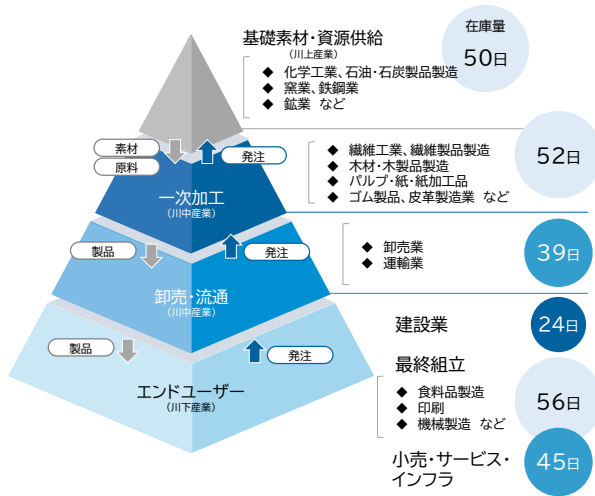 基礎素材・資源供給
（川上産業）
◆ 化学工業、石油・石炭製品製造
◆ 窯業、鉄鋼業
◆ 鉱業 など
在庫量
50日
素材
原料
発注
一次加工
（川中産業）
◆ 繊維工業、繊維製品製造
◆ 木材・木製品製造
◆ パルプ・紙・紙加工品
◆ ゴム製品、皮革製造業 など
52日
製品
発注
卸売・流通
（川中産業）
◆ 卸売業
◆ 運輸業
39日
製品
発注
エンドユーザー
（川下産業）
建設業
24日
最終組立
◆ 食料品製造
◆ 印刷
◆ 機械製造 など
56日
小売・サービス・
インフラ
45日